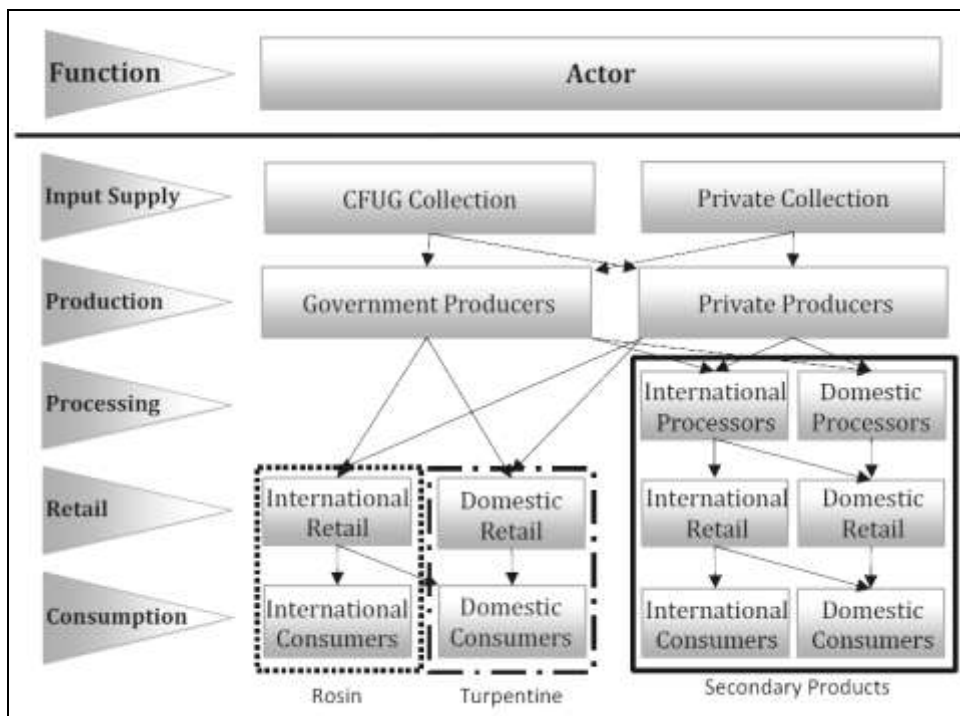 Function
Actor
Input Supply
CFUG Collection
Private Collection
Production
Government Producers
Private Producers
Processing
International
Processors
Domestic
Processors
Retail
International
Retail
Domestic
Retail
International
Retail
Domestic
Retail
Consumption
International
Consumers
Domestic
Consumers
International
Consumers
Domestic
Consumers
Rosin
Turpentine
Secondary Products